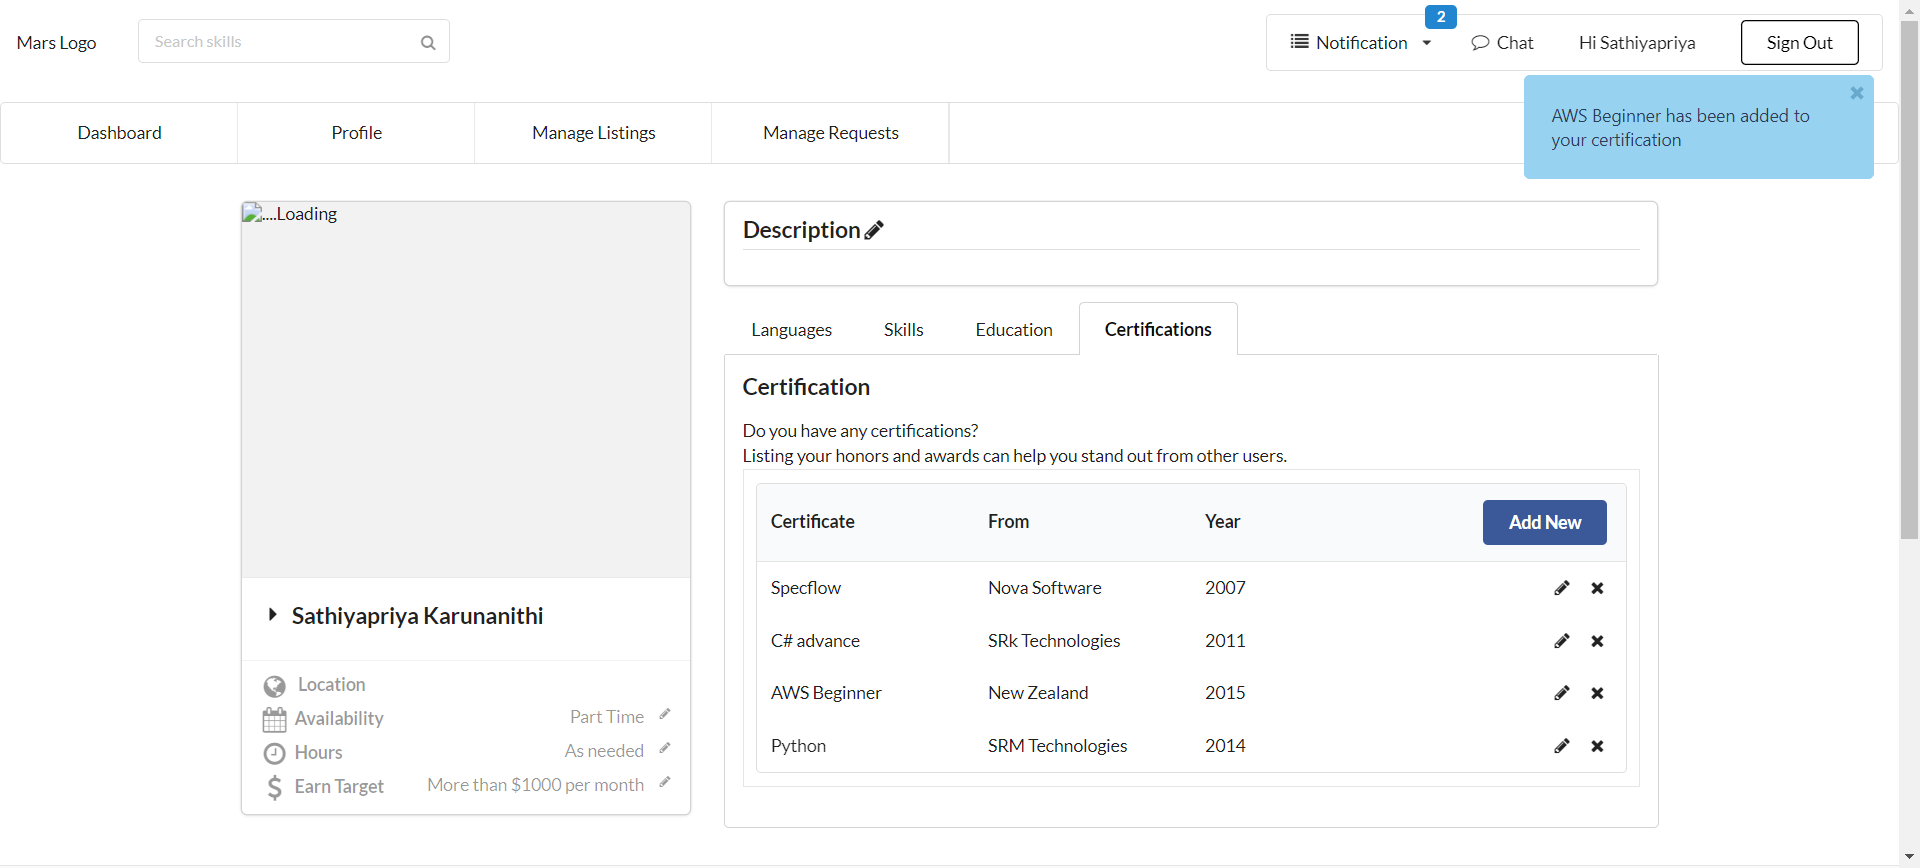 Mars Logo
Search skills
Notification
2
Chat
Hi Sathiyapriya
Sign Out
AWS Beginner has been added to
your certification
Dashboard
Profile
Manage Listings
Manage Requests
....Loading
Sathiyapriya Karunanithi
Location
Availability
Part Time
Hours
As needed
Earn Target
More than $1000 per month
Description
Languages
Skills
Education
Certifications
Certification
Do you have any certifications?
Listing your honors and awards can help you stand out from other users.
Certificate From Year Add New
Specflow Nova Software 2007
C# advance SRk Technologies 2011
AWS Beginner New Zealand 2015
Python SRM Technologies 2014